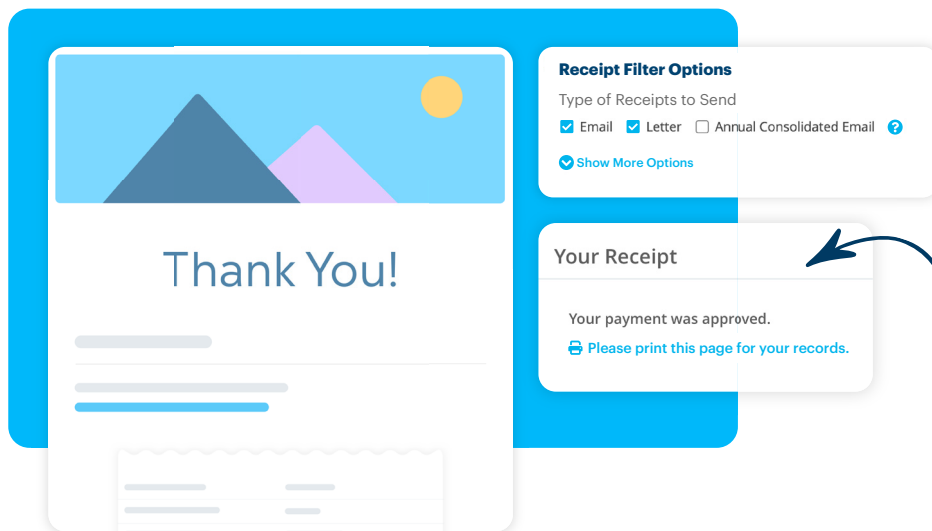 Receipt Filter Options
Type of Receipts to Send
Email Letter Annual Consolidated Email ?
Show More Options
Thank You!
Your Receipt
Your payment was approved.
Please print this page for your records.